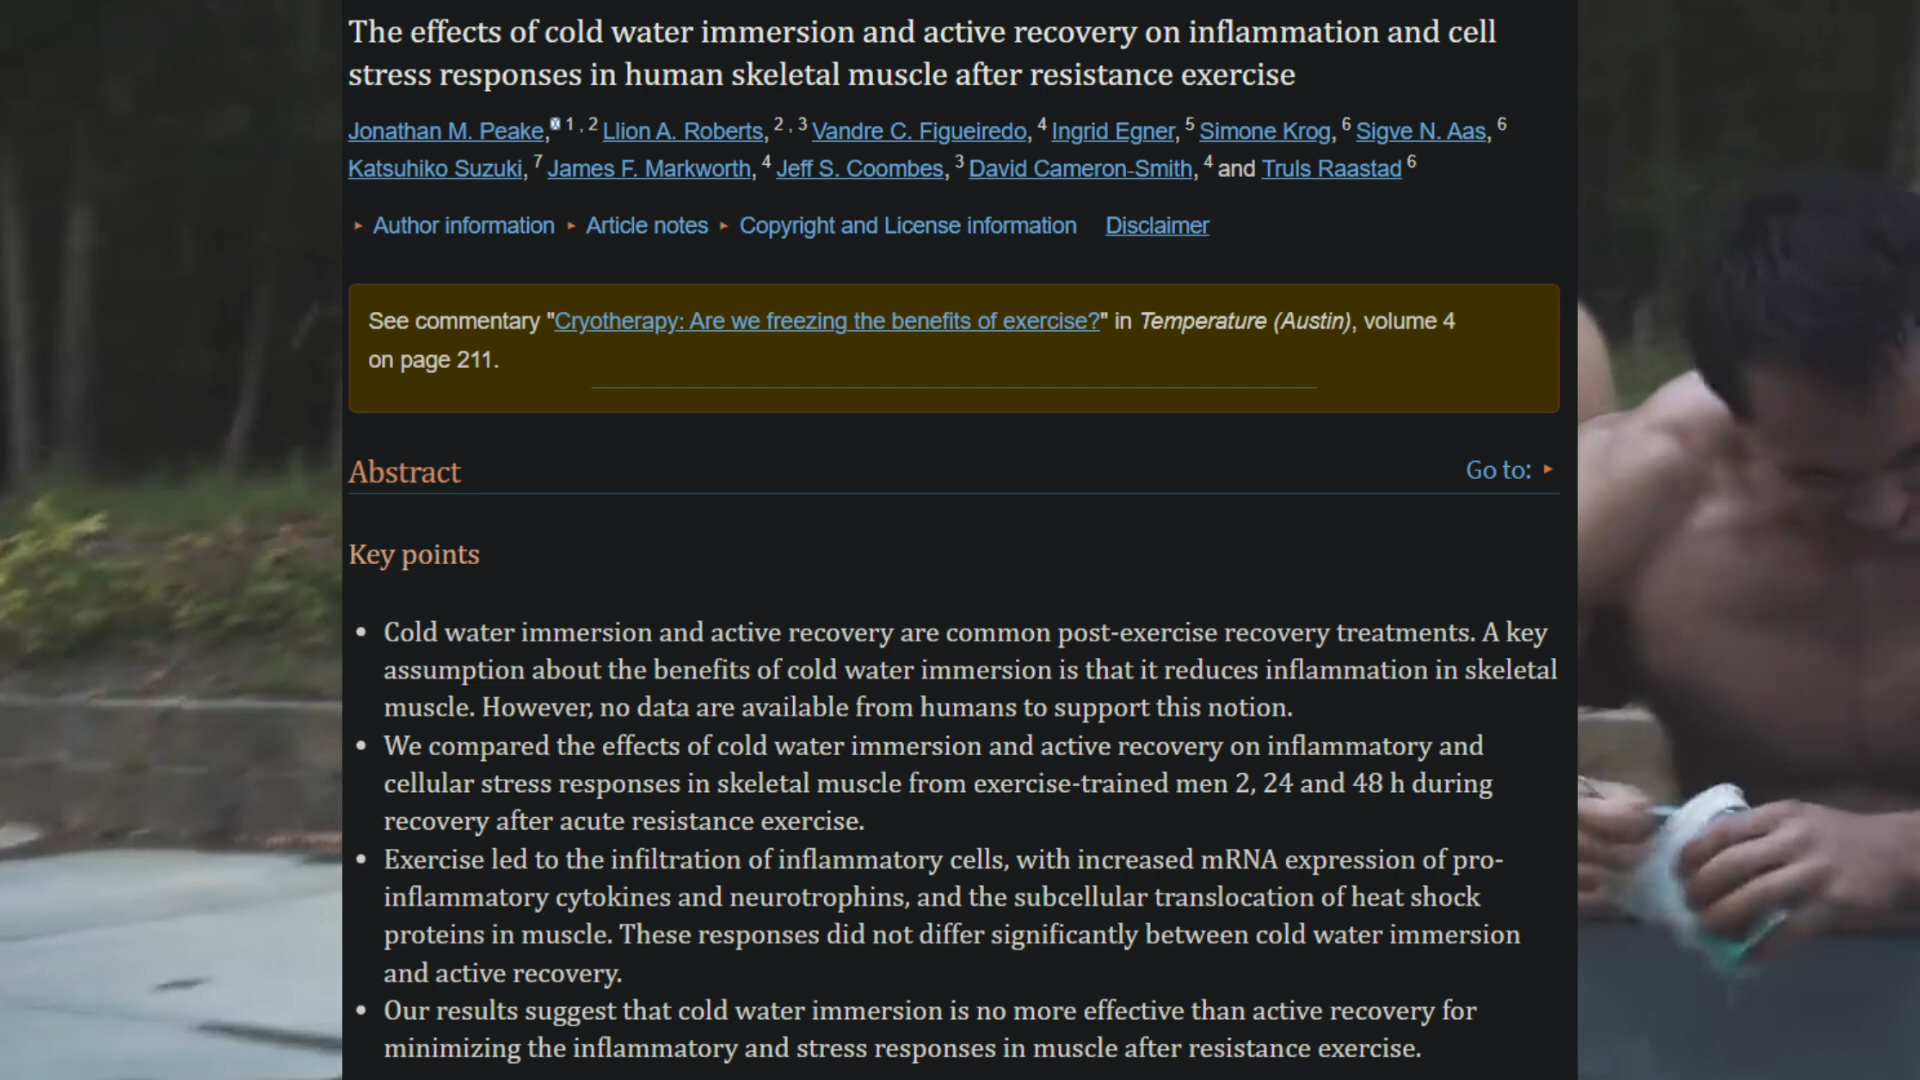 The effects of cold water immersion and active recovery on inflammation and cell
stress responses in human skeletal muscle after resistance exercise
Jonathan M. Peake, 1 , 2 Llion A. Roberts, 2 , 3 Vandre C. Figueiredo, 4 Ingrid Egner, 5 Simone Krog, 6 Sigve N. Aas, 6
Katsuhiko Suzuki, 7 James F. Markworth, 4 Jeff S. Coombes, 3 David Cameron-Smith, 4 and Truls Raastad 6
▸ Author information ▸ Article notes ▸ Copyright and License information Disclaimer
See commentary "Cryotherapy: Are we freezing the benefits of exercise?" in Temperature (Austin), volume 4
on page 211.
Abstract Go to: ▸
Key points
• Cold water immersion and active recovery are common post-exercise recovery treatments. A key
assumption about the benefits of cold water immersion is that it reduces inflammation in skeletal
muscle. However, no data are available from humans to support this notion.
• We compared the effects of cold water immersion and active recovery on inflammatory and
cellular stress responses in skeletal muscle from exercise-trained men 2, 24 and 48 h during
recovery after acute resistance exercise.
• Exercise led to the infiltration of inflammatory cells, with increased mRNA expression of pro-
inflammatory cytokines and neurotrophins, and the subcellular translocation of heat shock
proteins in muscle. These responses did not differ significantly between cold water immersion
and active recovery.
• Our results suggest that cold water immersion is no more effective than active recovery for
minimizing the inflammatory and stress responses in muscle after resistance exercise.